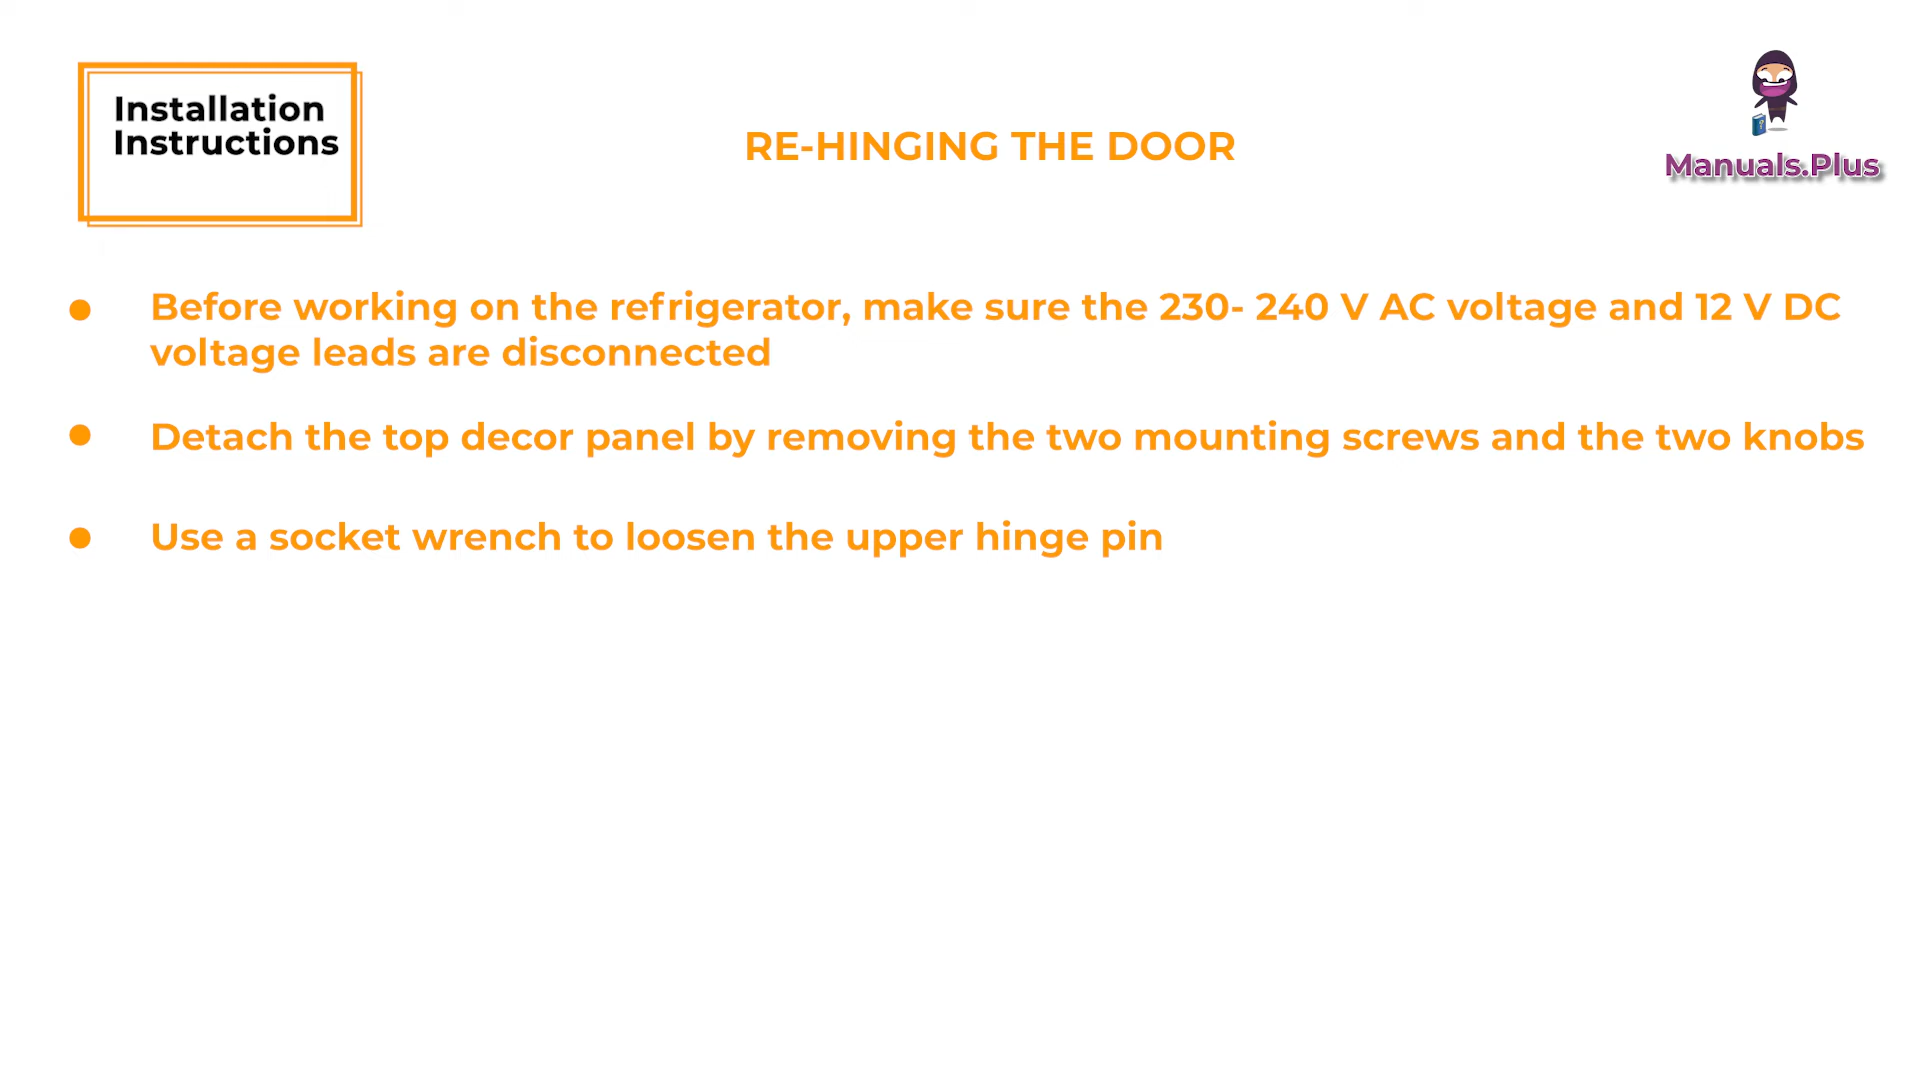 Installation
Instructions
RE-HINGING THE DOOR
Manuals.Plus
Before working on the refrigerator, make sure the 230- 240 V AC voltage and 12 V DC
voltage leads are disconnected
Detach the top decor panel by removing the two mounting screws and the two knobs
Use a socket wrench to loosen the upper hinge pin